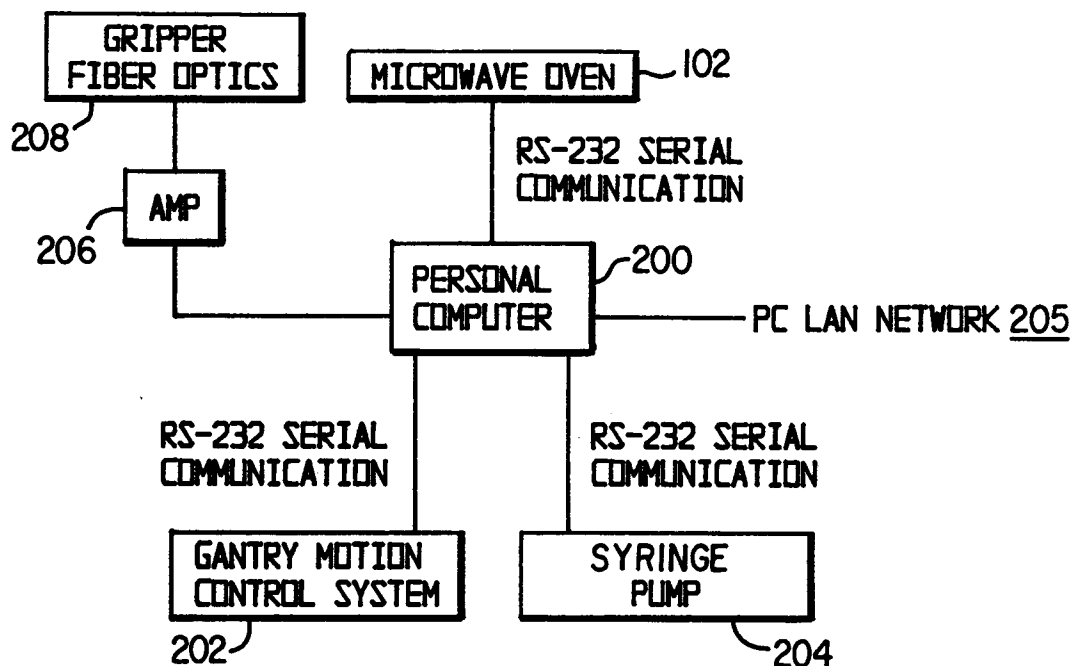 GRIPPER
FIBER OPTICS
208
MICROWAVE OVEN
102
RS-232 SERIAL
COMMUNICATION
AMP
206
PERSONAL
COMPUTER
200
PC LAN NETWORK 205
RS-232 SERIAL
COMMUNICATION
RS-232 SERIAL
COMMUNICATION
GANTRY MOTION
CONTROL SYSTEM
202
SYRINGE
PUMP
204